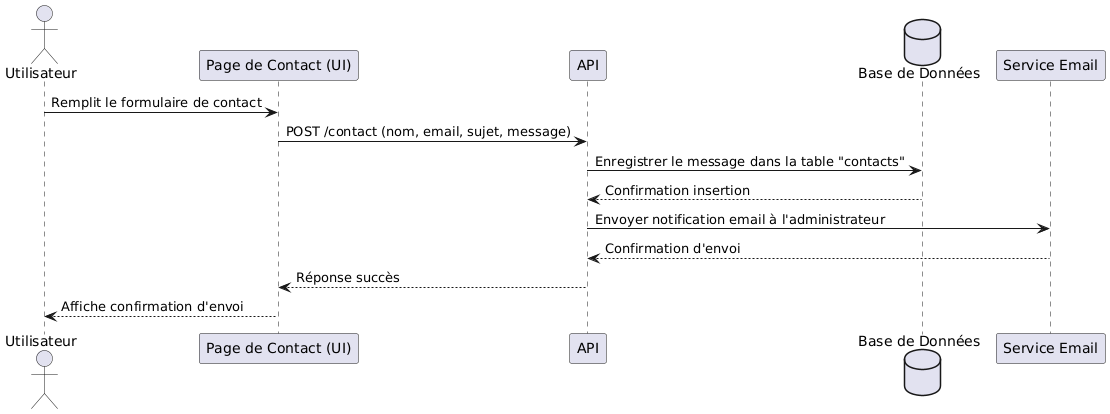 Utilisateur
Page de Contact (UI)
API
Base de Données
Service Email
Remplit le formulaire de contact
POST /contact (nom, email, sujet, message)
Enregistrer le message dans la table "contacts"
Confirmation insertion
Envoyer notification email à l'administrateur
Confirmation d'envoi
Réponse succès
Affiche confirmation d'envoi
Utilisateur
Page de Contact (UI)
API
Base de Données
Service Email